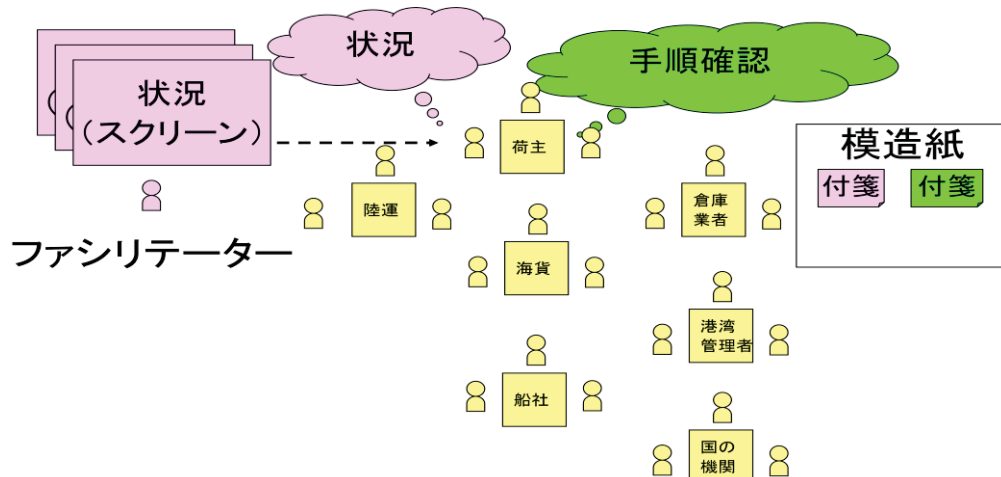 状況
(スクリーン)
ファシリテーター
状況
手順確認
荷主
陸運
海貨
船社
倉庫
業者
港湾
管理者
国の
機関
模造紙
付箋
付箋